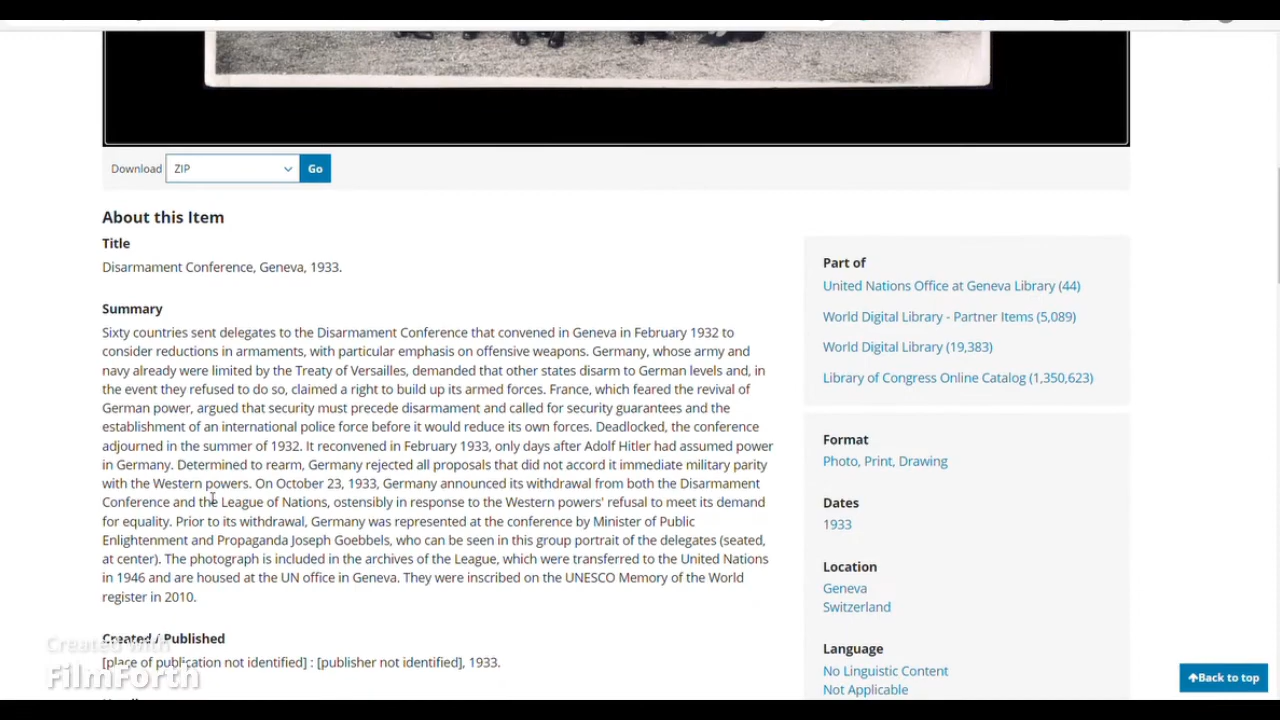 Download
ZIP
Go
About this Item
Title
Disarmament Conference, Geneva, 1933.
Summary
Sixty countries sent delegates to the Disarmament Conference that convened in Geneva in February 1932 to
consider reductions in armaments, with particular emphasis on offensive weapons. Germany, whose army and
navy already were limited by the Treaty of Versailles, demanded that other states disarm to German levels and, in
the event they refused to do so, claimed a right to build up its armed forces. France, which feared the revival of
German power, argued that security must precede disarmament and called for security guarantees and the
establishment of an international police force before it would reduce its own forces. Deadlocked, the conference
adjourned in the summer of 1932. It reconvened in February 1933, only days after Adolf Hitler had assumed power
in Germany. Determined to rearm, Germany rejected all proposals that did not accord it immediate military parity
with the Western powers. On October 23, 1933, Germany announced its withdrawal from both the Disarmament
Conference and the League of Nations, ostensibly in response to the Western powers' refusal to meet its demand
for equality. Prior to its withdrawal, Germany was represented at the conference by Minister of Public
Enlightenment and Propaganda Joseph Goebbels, who can be seen in this group portrait of the delegates (seated,
at center). The photograph is included in the archives of the League, which were transferred to the United Nations
in 1946 and are housed at the UN office in Geneva. They were inscribed on the UNESCO Memory of the World
register in 2010.
Created / Published
[place of publication not identified] : [publisher not identified], 1933.
Part of
United Nations Office at Geneva Library (44)
World Digital Library - Partner Items (5,089)
World Digital Library (19,383)
Library of Congress Online Catalog (1,350,623)
Format
Photo, Print, Drawing
Dates
1933
Location
Geneva
Switzerland
Language
No Linguistic Content
Not Applicable
Back to top
Created with
FilmForth